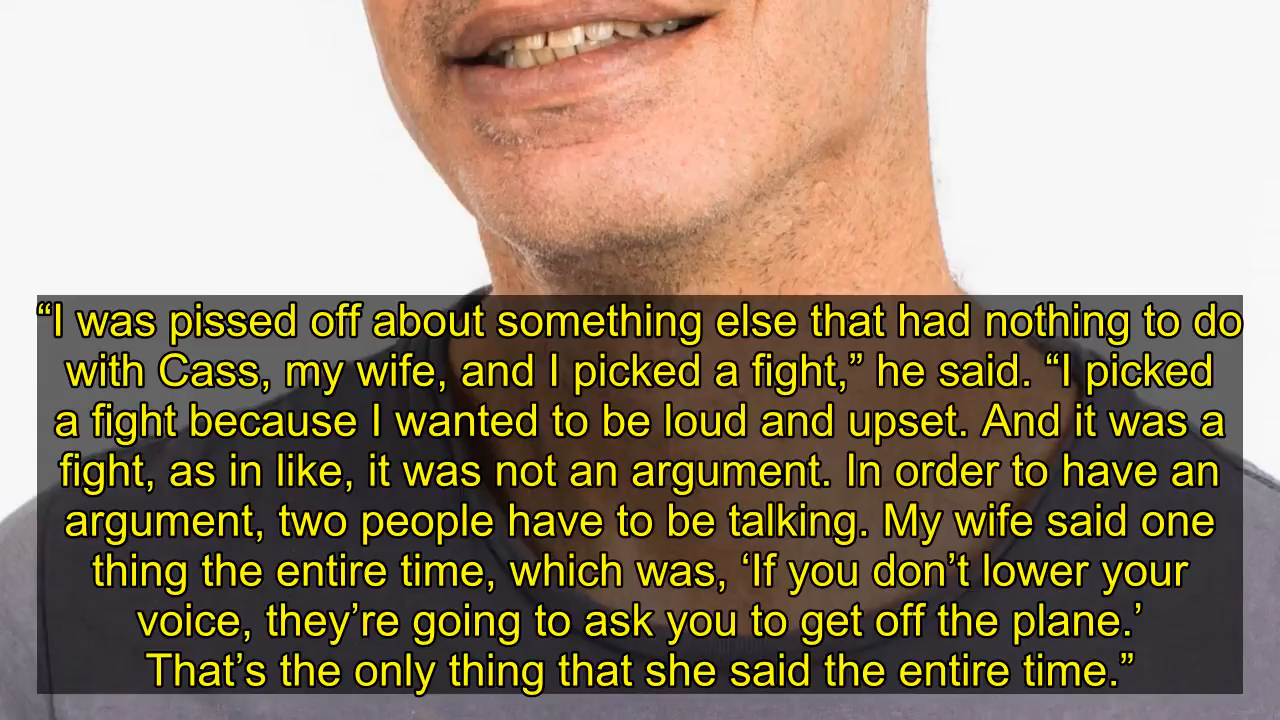 “I was pissed off about something else that had nothing to do
with Cass, my wife, and I picked a fight,” he said. “I picked
a fight because I wanted to be loud and upset. And it was a
fight, as in like, it was not an argument. In order to have an
argument, two people have to be talking. My wife said one
thing the entire time, which was, ‘If you don’t lower your
voice, they’re going to ask you to get off the plane.’
That’s the only thing that she said the entire time.”